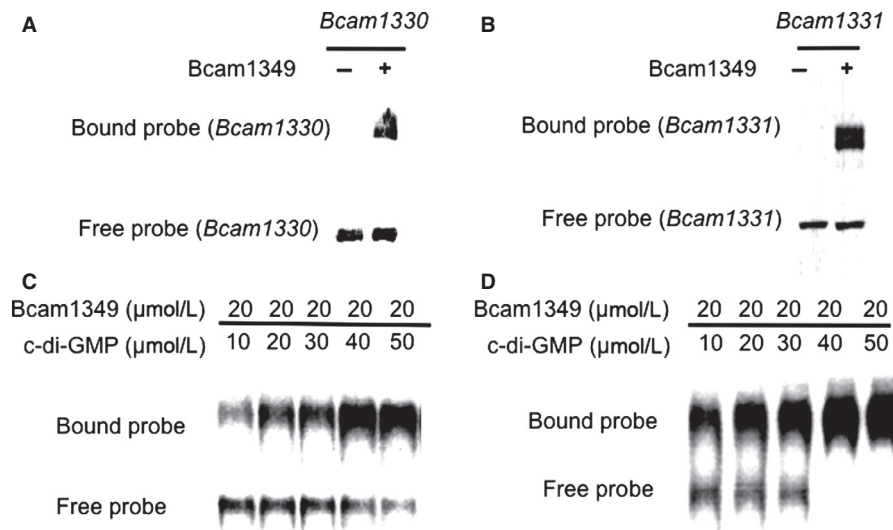 A
Bcam1330
Bcam1349 – +
Bound probe (Bcam1330)
Free probe (Bcam1330)
B
Bcam1331
Bcam1349 – +
Bound probe (Bcam1331)
Free probe (Bcam1331)
C
Bcam1349 (µmol/L) 20 20 20 20 20
c-di-GMP (µmol/L) 10 20 30 40 50
Bound probe
Free probe
D
Bcam1349 (µmol/L) 20 20 20 20 20
c-di-GMP (µmol/L) 10 20 30 40 50
Bound probe
Free probe